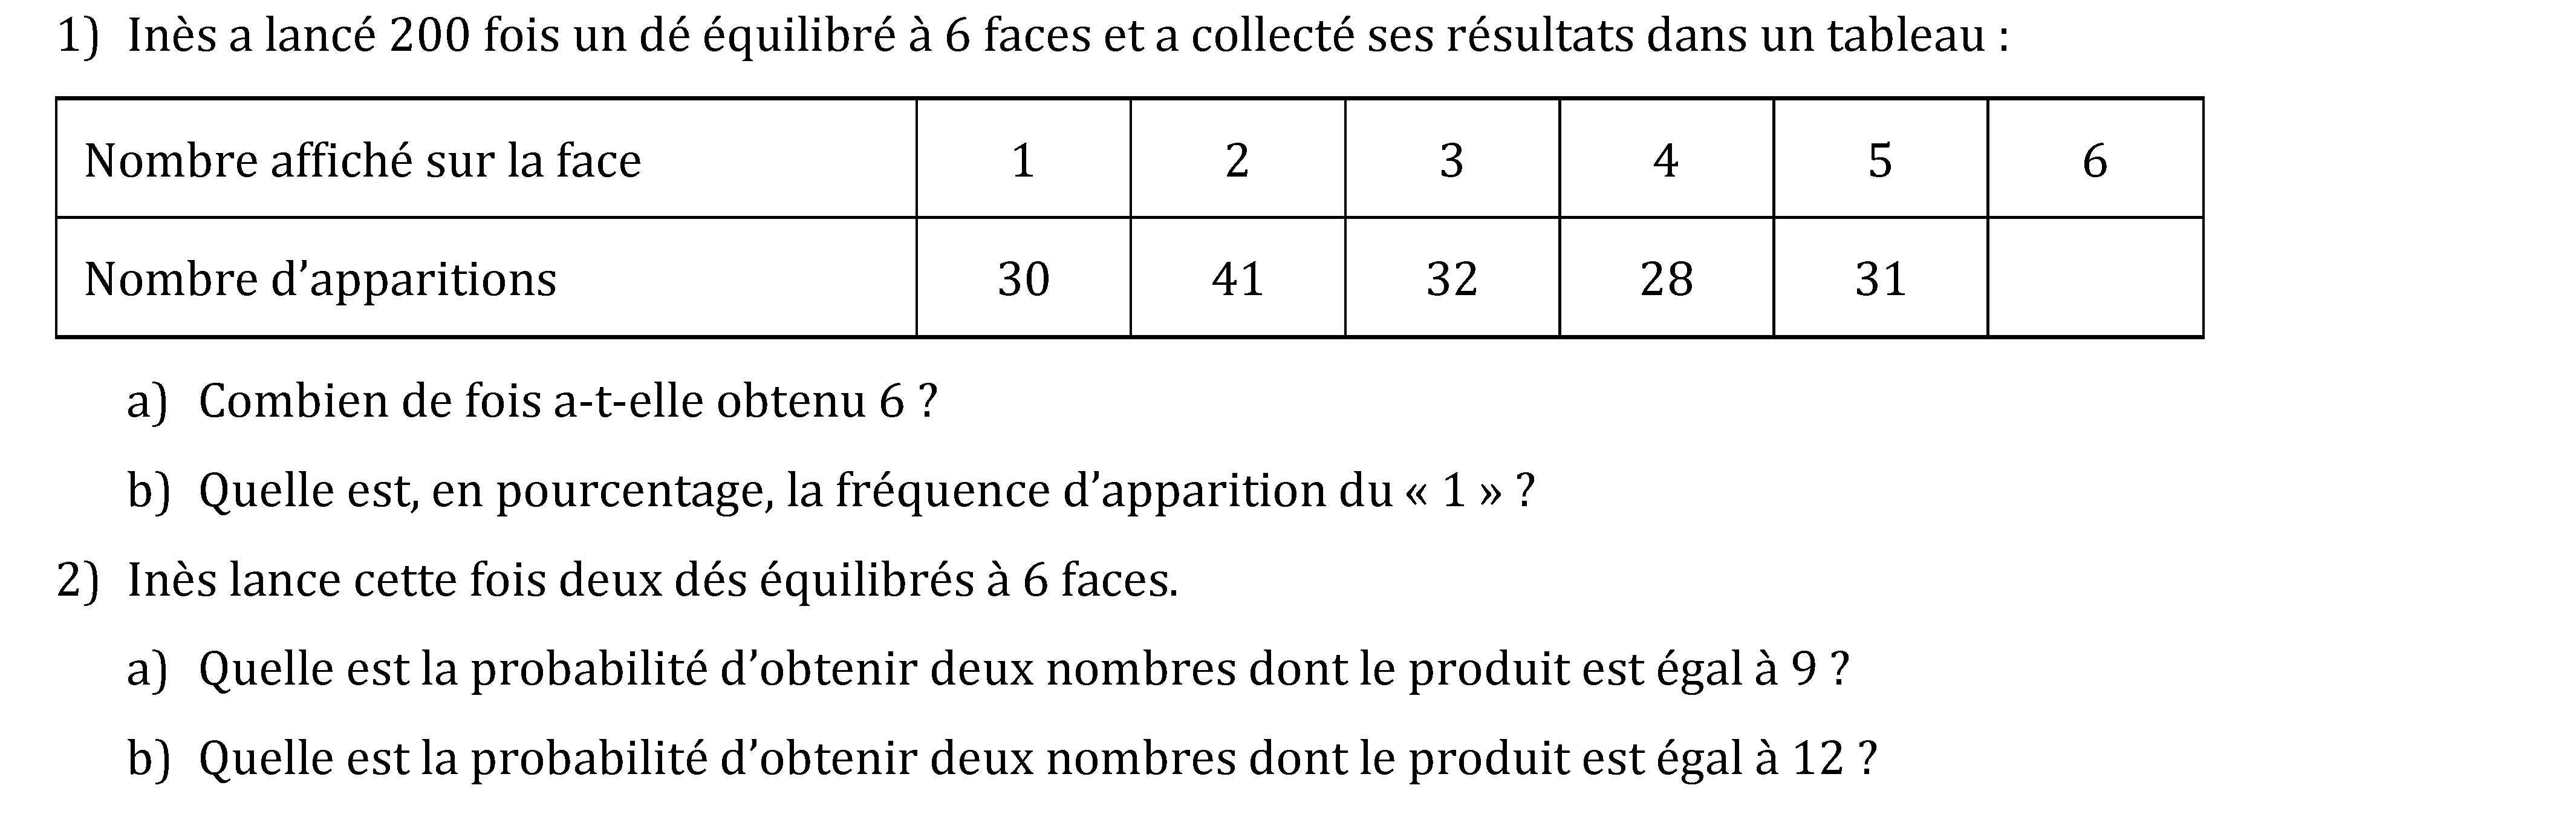 1) Inès a lancé 200 fois un dé équilibré à 6 faces et a collecté ses résultats dans un tableau :
Nombre affiché sur la face 1 2 3 4 5 6
Nombre d’apparitions 30 41 32 28 31
a) Combien de fois a-t-elle obtenu 6 ?
b) Quelle est, en pourcentage, la fréquence d’apparition du « 1 » ?
2) Inès lance cette fois deux dés équilibrés à 6 faces.
a) Quelle est la probabilité d’obtenir deux nombres dont le produit est égal à 9 ?
b) Quelle est la probabilité d’obtenir deux nombres dont le produit est égal à 12 ?